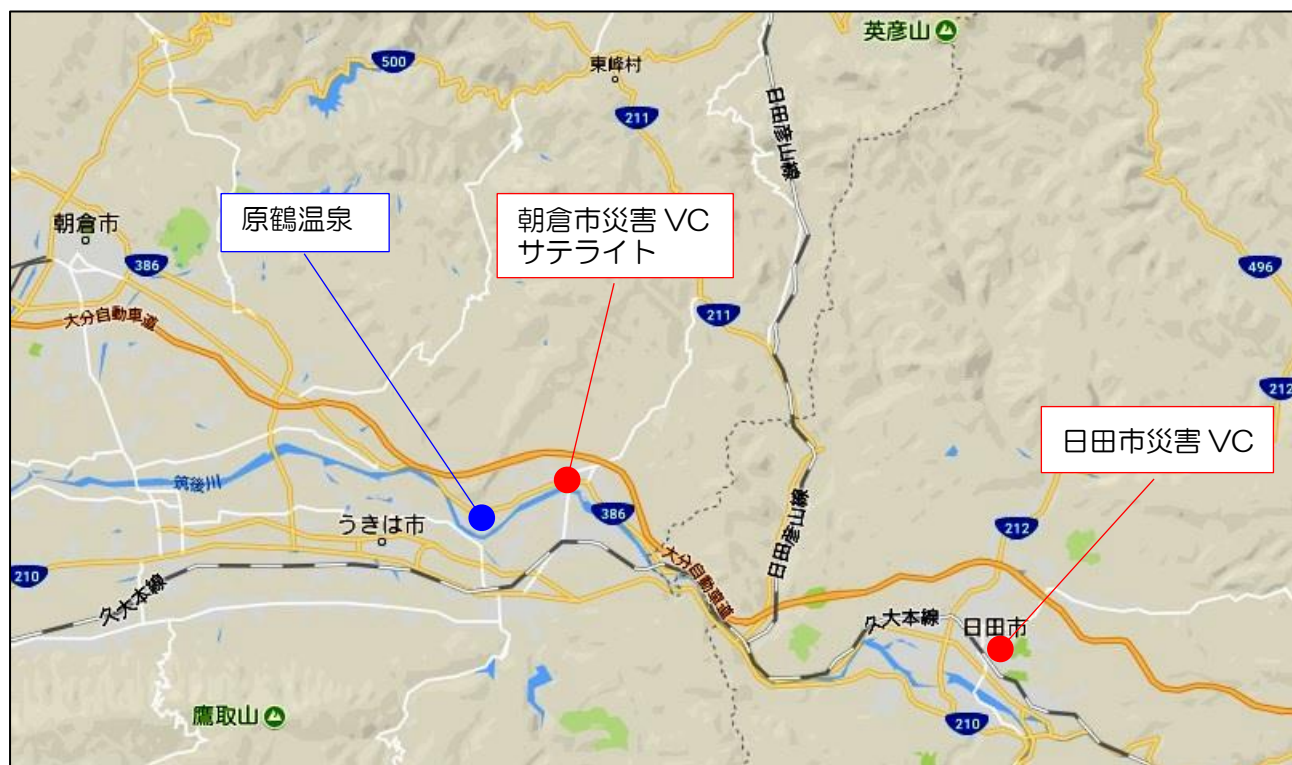 英彦山
500
東峰村
211
日田彦山線
原鶴温泉
朝倉市災害 VC
サテライト
朝倉市
386
496
大分自動車道
211
212
日田市災害 VC
筑後川
うきは市
386
212
日田彦山線
大分自動車道
210
久大本線
久大本線
日田市
鷹取山
210